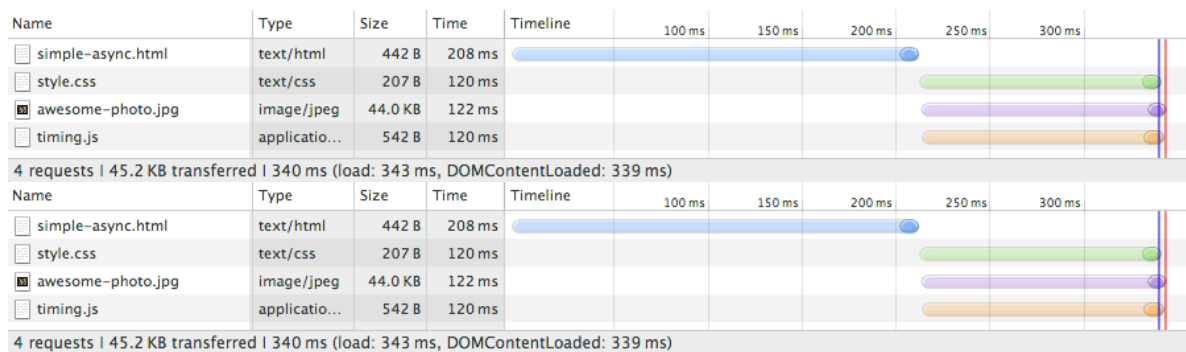 Name Type Size Time Timeline 100 ms 150 ms 200 ms 250 ms 300 ms
simple-async.html text/html 442 B 208 ms
style.css text/css 207 B 120 ms
awesome-photo.jpg image/jpeg 44.0 KB 122 ms
timing.js applicatio... 542 B 120 ms
4 requests | 45.2 KB transferred | 340 ms (load: 343 ms, DOMContentLoaded: 339 ms)
Name Type Size Time Timeline 100 ms 150 ms 200 ms 250 ms 300 ms
simple-async.html text/html 442 B 208 ms
style.css text/css 207 B 120 ms
awesome-photo.jpg image/jpeg 44.0 KB 122 ms
timing.js applicatio... 542 B 120 ms
4 requests | 45.2 KB transferred | 340 ms (load: 343 ms, DOMContentLoaded: 339 ms)